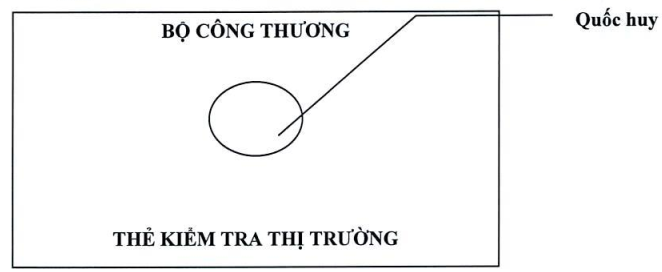 BỘ CÔNG THƯƠNG
Quốc huy
THẺ KIỂM TRA THỊ TRƯỜNG